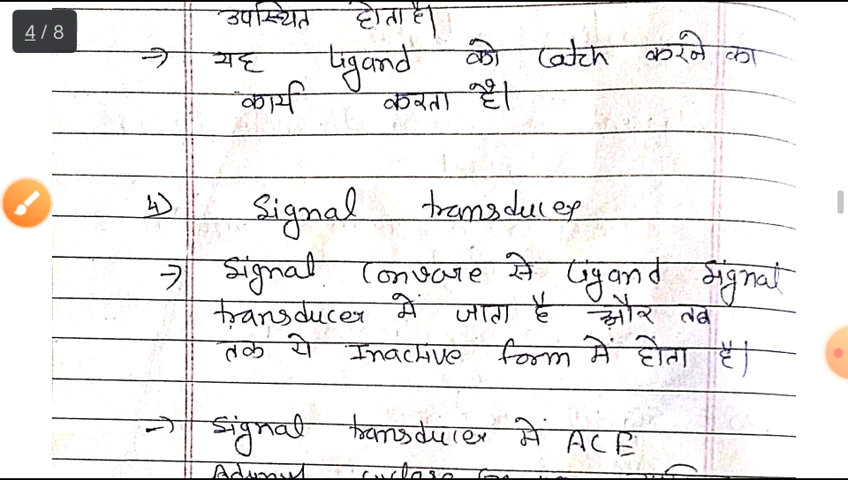 4 / 8
उपस्थित होता है।
→ यह ligand को catch करने का
कार्य करता है।
4) Signal transducer
→ Signal convare से ligand signal
transducer में जाता है और तब
तक ये Inactive form में होता है।
→ Signal transducer में ACE